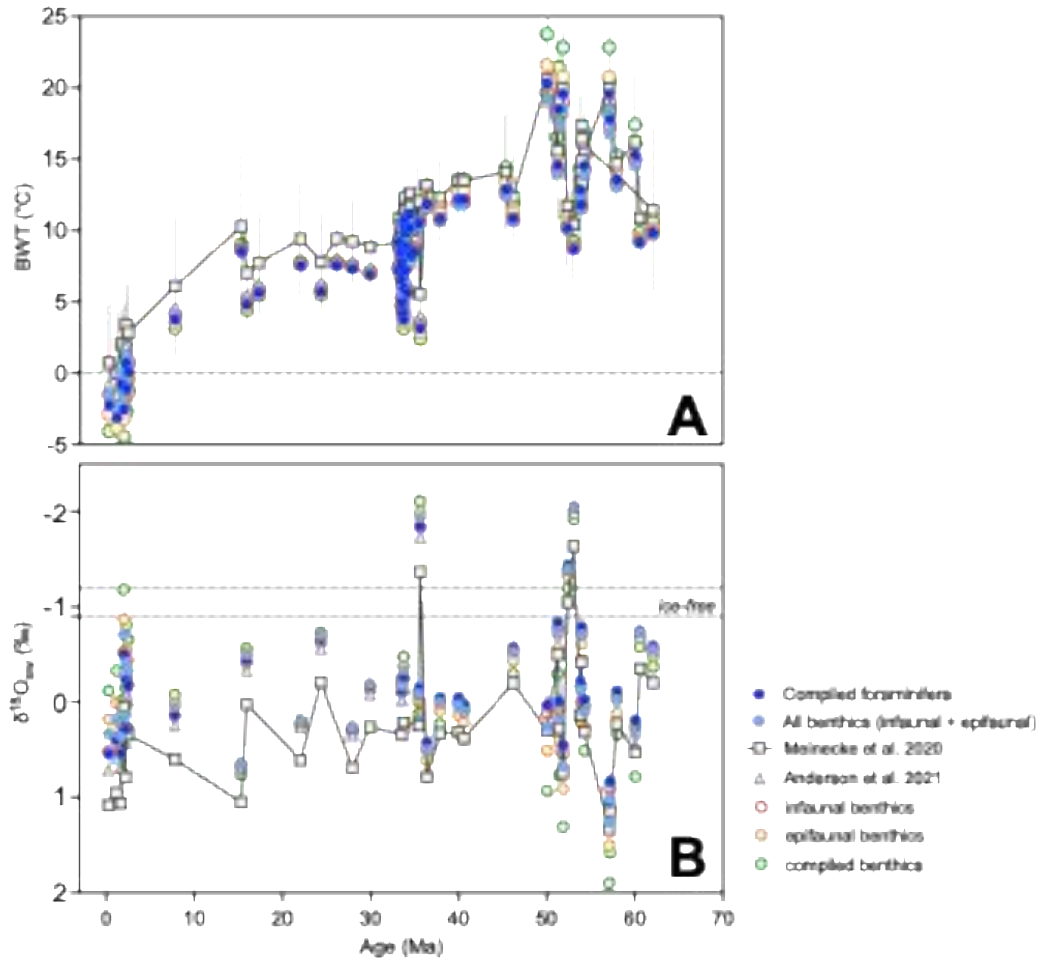 25
20
15
10
5
0
-5
BWT (°C)
A
-2
-1
0
1
2
δ¹⁸Osw (‰)
ice-free
B
0 10 20 30 40 50 60 70
Age (Ma)
Compiled foraminifera
All benthics (infaunal + epifaunal)
Meinecke et al. 2020
Anderson et al. 2021
infaunal benthics
epifaunal benthics
compiled benthics